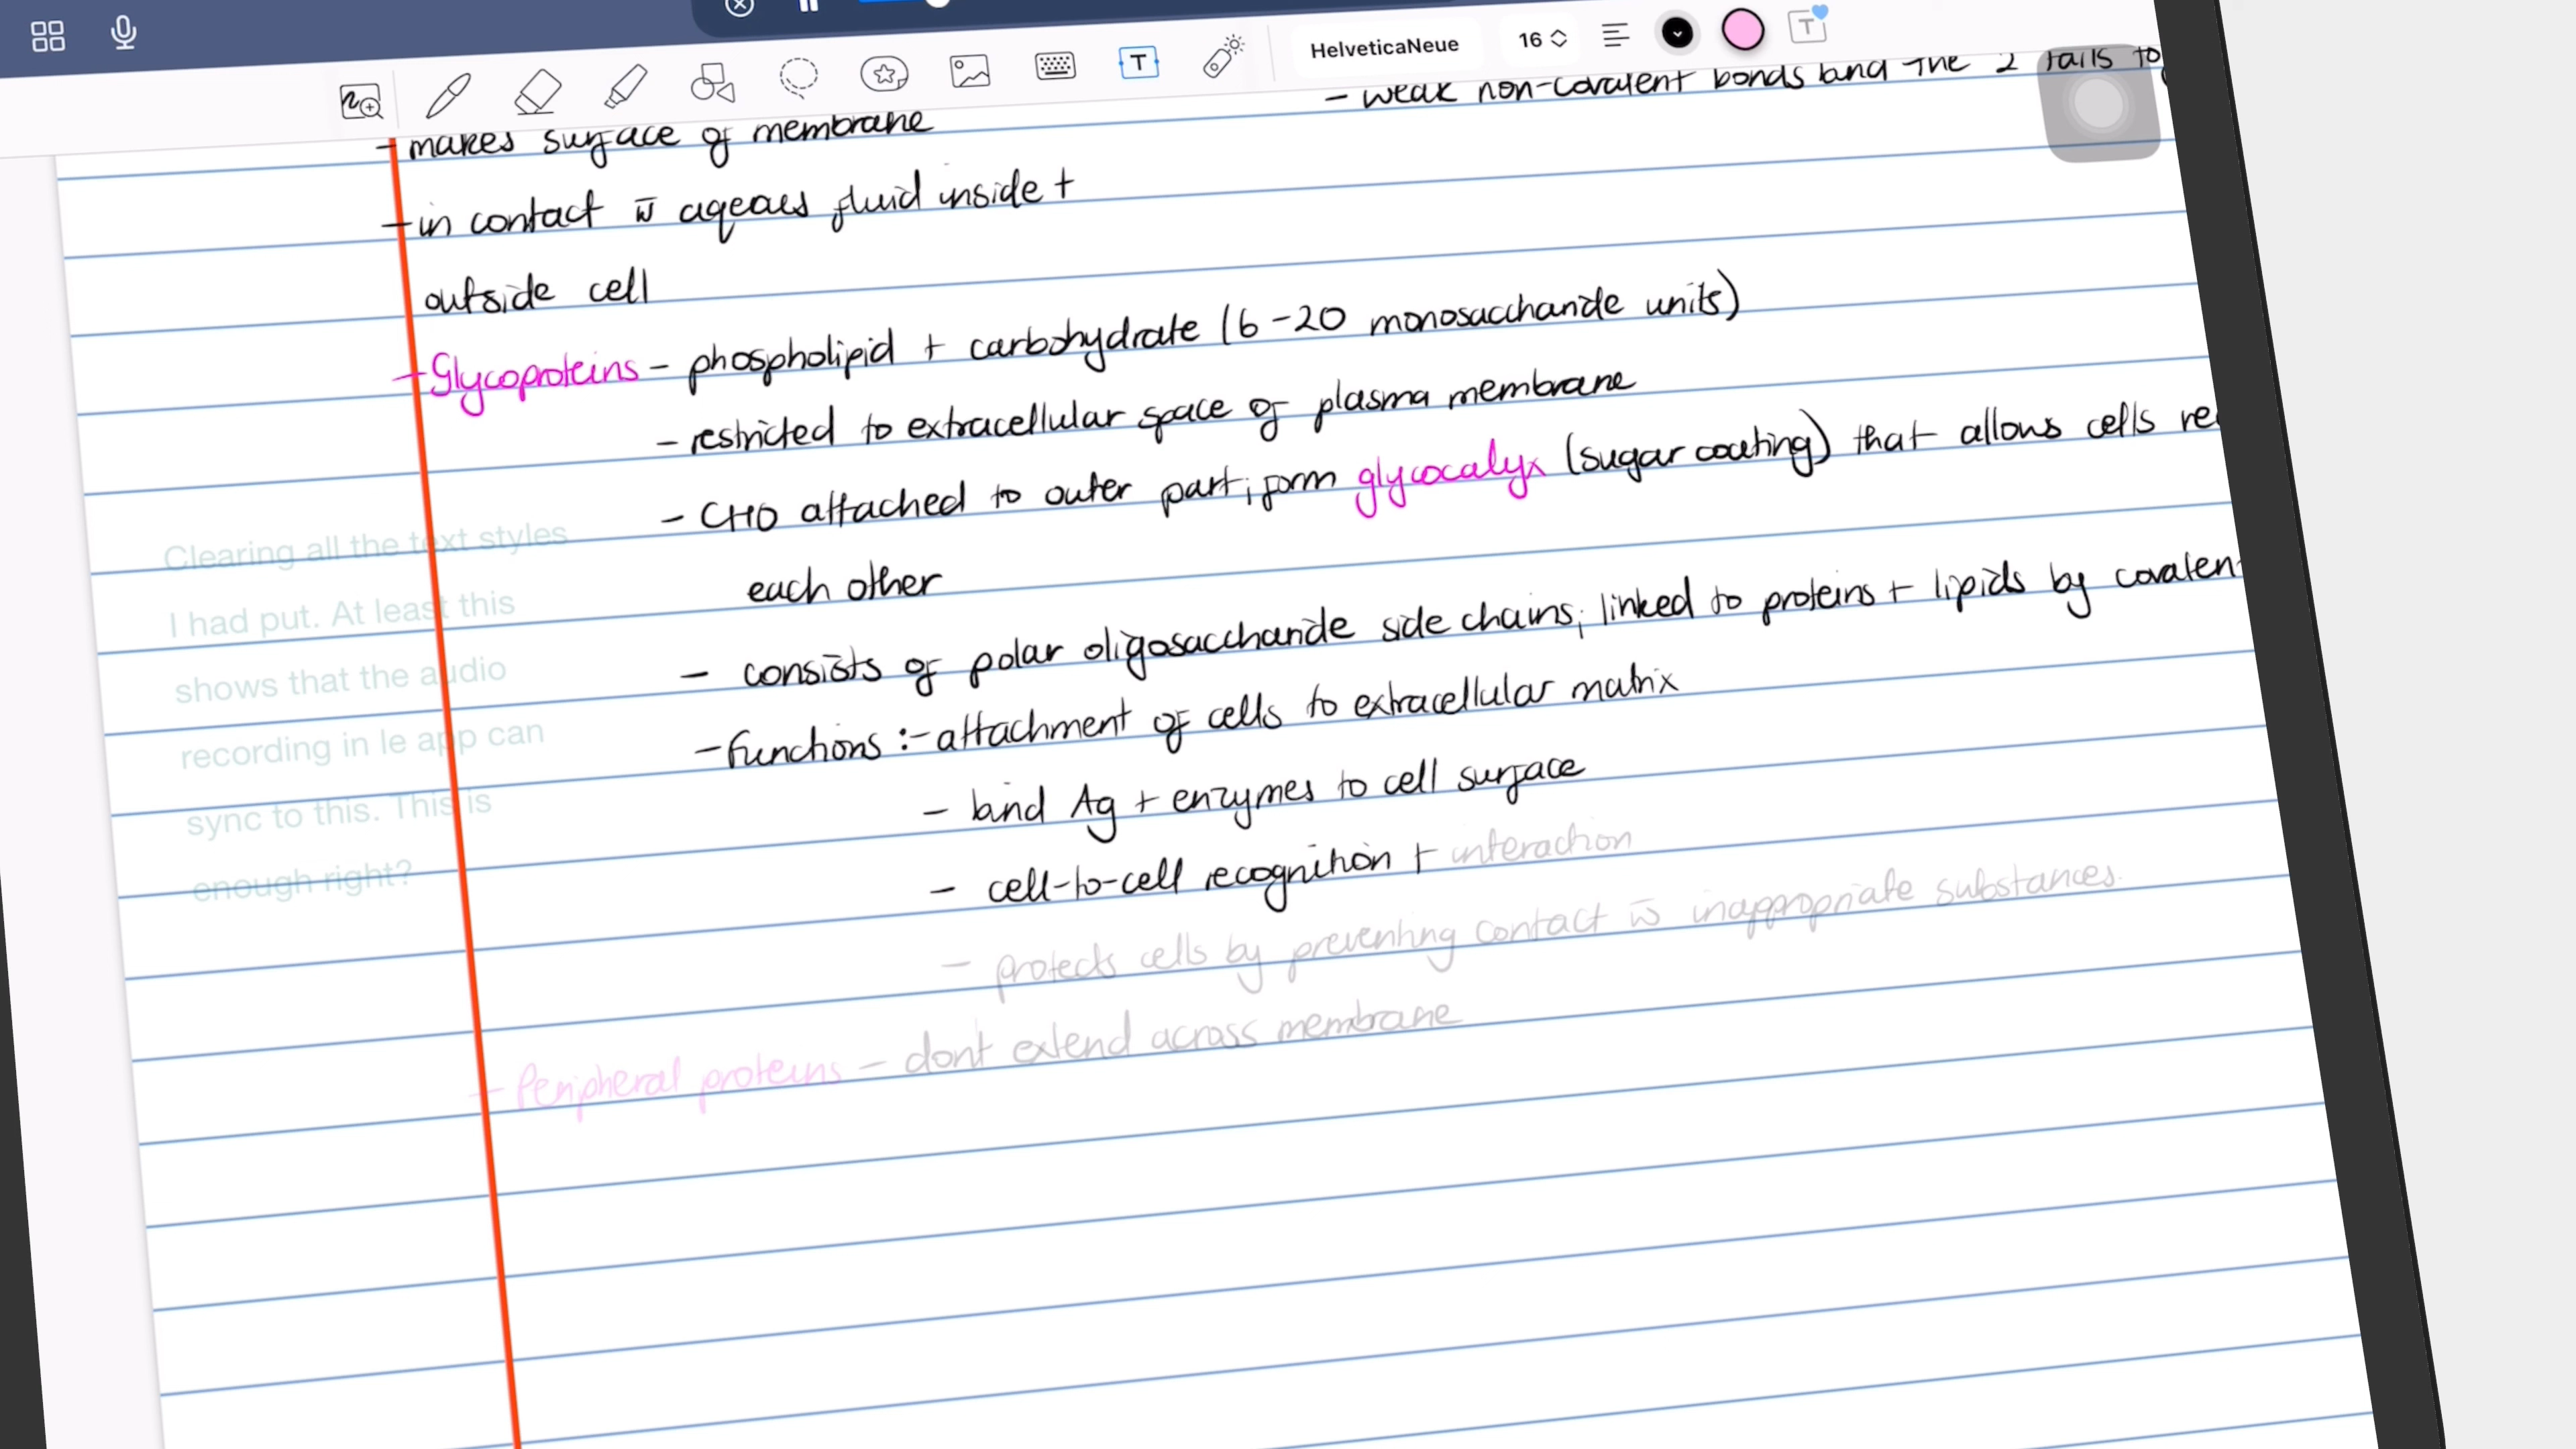 HelveticaNeue 16
- weak non-covalent bonds band the 2 tails to
- makes surface of membrane
- in contact w̄ aqeous fluid inside +
outside cell
- Glycoproteins - phospholipid + carbohydrate (6-20 monosaccharide units)
- restricted to extracellular space of plasma membrane
- CHO attached to outer part; form glycocalyx (sugar coating) that allows cells
each other
- consists of polar oligosaccharide side chains; linked to proteins + lipids by covalen
- Functions :- attachment of cells to extracellular matrix
- bind Ag + enzymes to cell surface
- cell-to-cell recognition + interaction
- protects cells by preventing contact w̄ inappropriate substances.
- Peripheral proteins - dont extend across membrane
Clearing all the text styles
I had put. At least this
shows that the audio
recording in le app can
sync to this. This is
enough right?